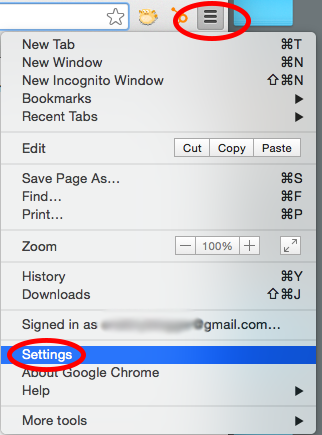 New Tab ⌘T
New Window ⌘N
New Incognito Window ⇧⌘N
Bookmarks ▶
Recent Tabs ▶
Edit Cut Copy Paste
Save Page As... ⌘S
Find... ⌘F
Print... ⌘P
Zoom − 100% +
History ⌘Y
Downloads ⇧⌘J
Signed in as @gmail.com...
Settings
About Google Chrome
Help ▶
More tools ▶